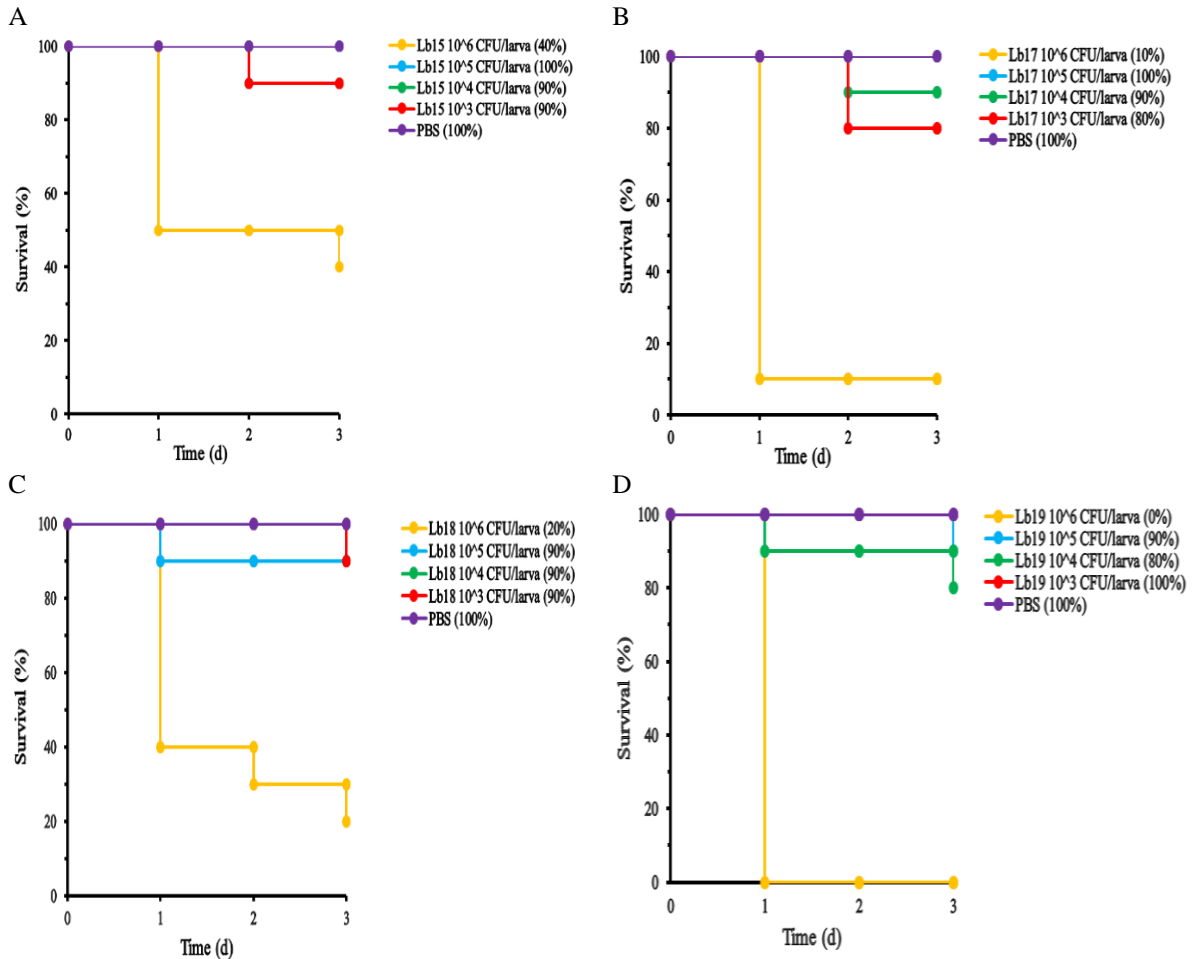 A
Survival (%)
100
80
60
40
20
0
0 1 2 3
Time (d)
Lb15 10^6 CFU/larva (40%)
Lb15 10^5 CFU/larva (100%)
Lb15 10^4 CFU/larva (90%)
Lb15 10^3 CFU/larva (90%)
PBS (100%)
B
Survival (%)
100
80
60
40
20
0
0 1 2 3
Time (d)
Lb17 10^6 CFU/larva (10%)
Lb17 10^5 CFU/larva (100%)
Lb17 10^4 CFU/larva (90%)
Lb17 10^3 CFU/larva (80%)
PBS (100%)
C
Survival (%)
100
80
60
40
20
0
0 1 2 3
Time (d)
Lb18 10^6 CFU/larva (20%)
Lb18 10^5 CFU/larva (90%)
Lb18 10^4 CFU/larva (90%)
Lb18 10^3 CFU/larva (90%)
PBS (100%)
D
Survival (%)
100
80
60
40
20
0
0 1 2 3
Time (d)
Lb19 10^6 CFU/larva (0%)
Lb19 10^5 CFU/larva (90%)
Lb19 10^4 CFU/larva (80%)
Lb19 10^3 CFU/larva (100%)
PBS (100%)